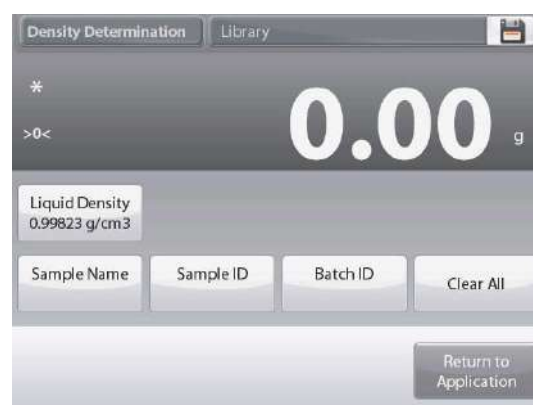 Density Determination Library
*
>0<
0.00 g
Liquid Density
0.99823 g/cm3
Sample Name Sample ID Batch ID Clear All
Return to
Application